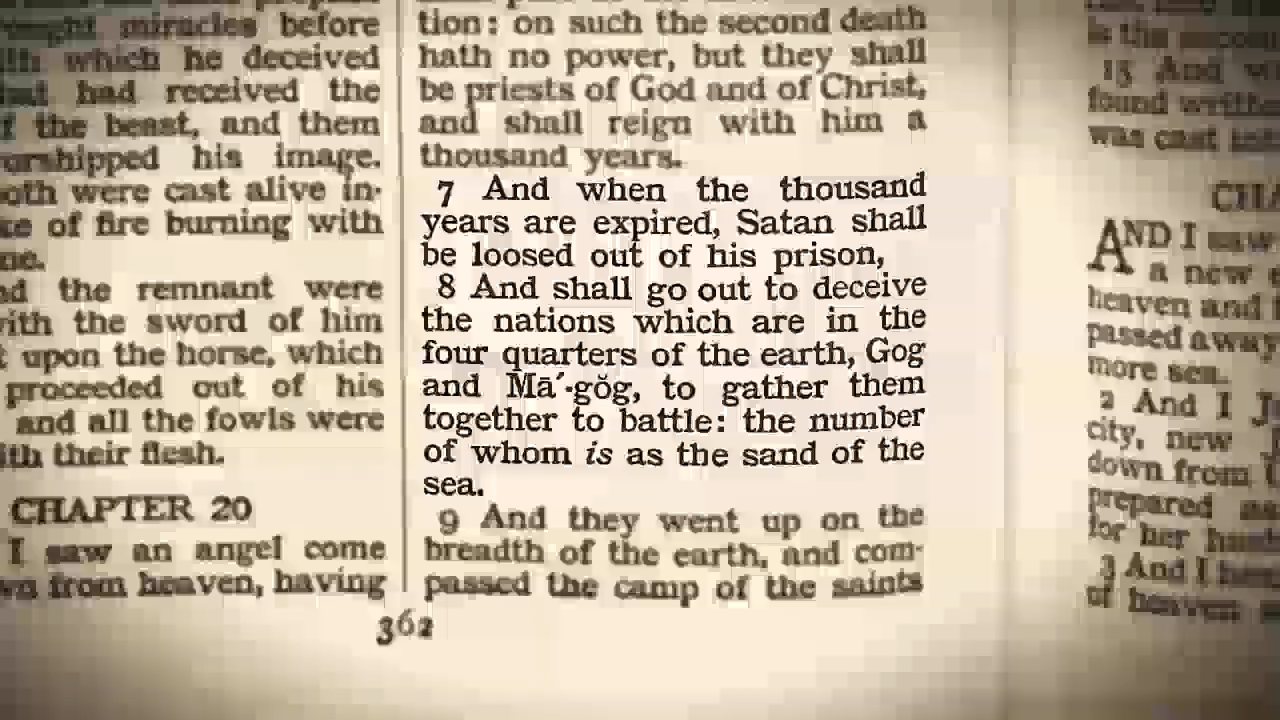 miracles before
which he deceived
had received the
the beast, and them
his image.
were cast alive in-
of fire burning with
the remnant were
with the sword of him
upon the horse, which
proceeded out of his
and all the fowls were
their flesh.
CHAPTER 20
I saw an angel come
from heaven, having
tion: on such the second death
hath no power, but they shall
be priests of God and of Christ,
and shall reign with him a
thousand years.
7 And when the thousand
years are expired, Satan shall
be loosed out of his prison,
8 And shall go out to deceive
the nations which are in the
four quarters of the earth, Gog
and Mā´-gŏg, to gather them
together to battle: the number
of whom is as the sand of the
sea.
9 And they went up on the
breadth of the earth, and com-
passed the camp of the saints
362
is the
15 And
found
was cast
AND I saw
a new
heaven and
passed away
more sea.
2 And I
city, new
down from
prepared
for her
3 And I
of heaven